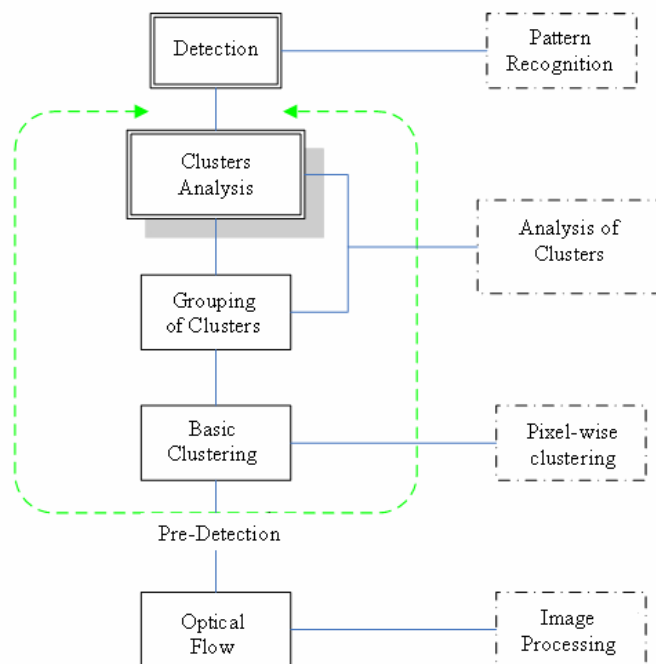 Detection
Pattern
Recognition
Clusters
Analysis
Analysis of
Clusters
Grouping
of Clusters
Basic
Clustering
Pixel-wise
clustering
Pre-Detection
Optical
Flow
Image
Processing